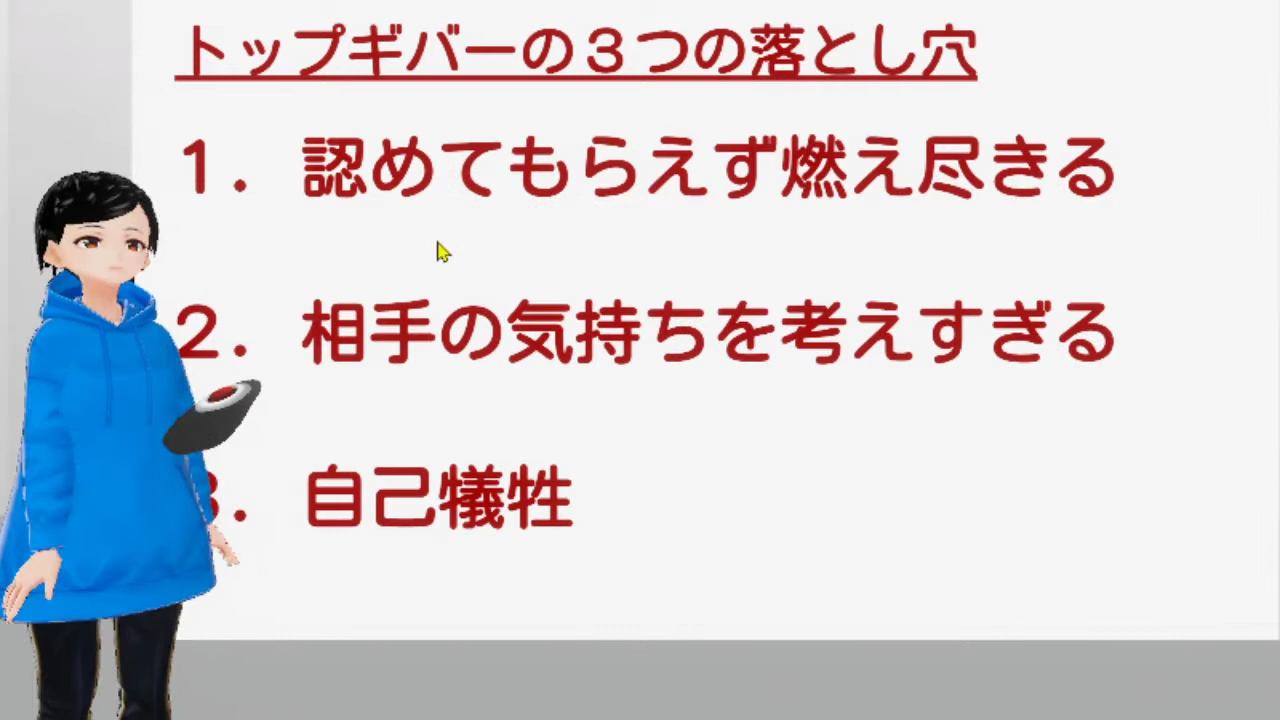 トップギバーの３つの落とし穴
１． 認めてもらえず燃え尽きる
２． 相手の気持ちを考えすぎる
３． 自己犠牲